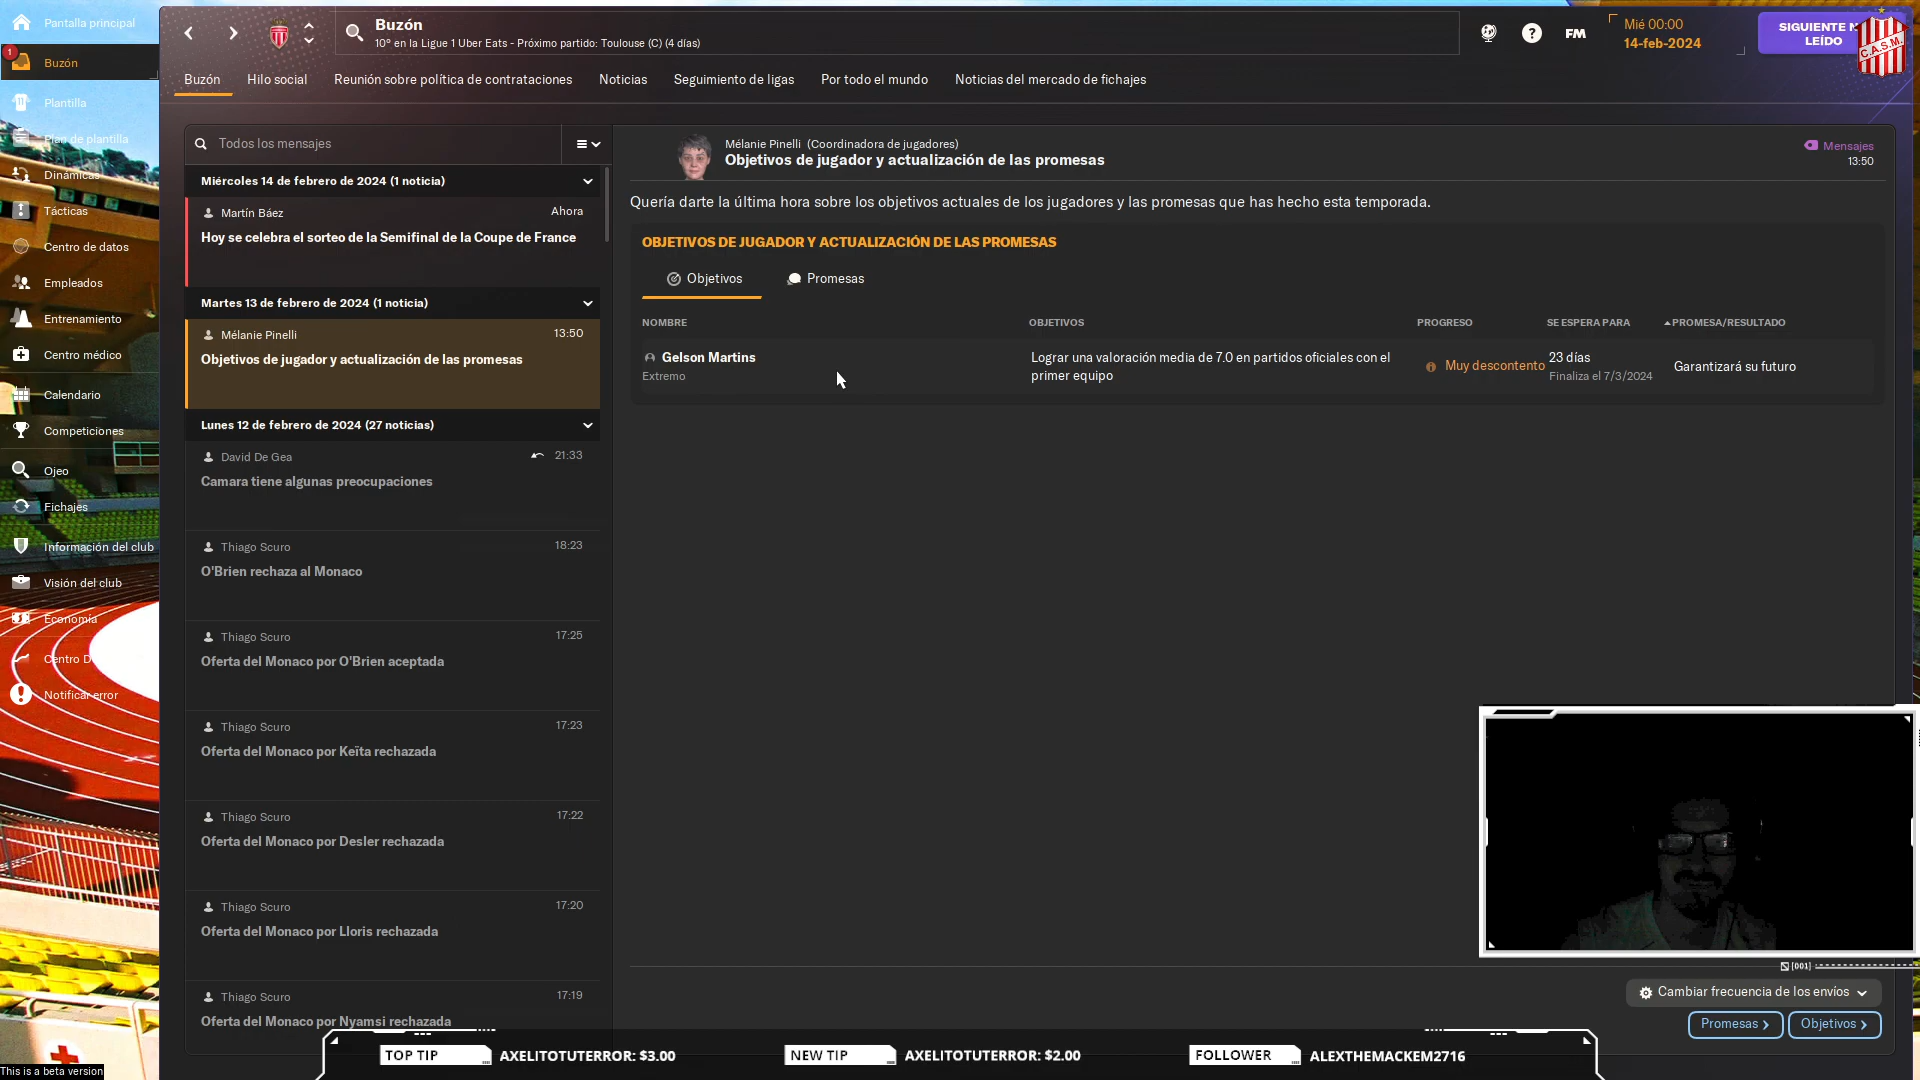 Pantalla principal
1
Buzón
Plantilla
Plan de plantilla
Dinámicas
Tácticas
Centro de datos
Empleados
Entrenamiento
Centro médico
Calendario
Competiciones
Ojeo
Fichajes
Información del club
Visión del club
Economía
Centro D
Notificar error
This is a beta version
Buzón
10º en la Ligue 1 Uber Eats - Próximo partido: Toulouse (C) (4 días)
FM
Mié 00:00
14-feb-2024
SIGUIENTE N
LEÍDO
C.A.S.M.
Buzón
Hilo social
Reunión sobre política de contrataciones
Noticias
Seguimiento de ligas
Por todo el mundo
Noticias del mercado de fichajes
Todos los mensajes
Miércoles 14 de febrero de 2024 (1 noticia)
Martín Báez
Ahora
Hoy se celebra el sorteo de la Semifinal de la Coupe de France
Martes 13 de febrero de 2024 (1 noticia)
Mélanie Pinelli
13:50
Objetivos de jugador y actualización de las promesas
Lunes 12 de febrero de 2024 (27 noticias)
David De Gea
21:33
Camara tiene algunas preocupaciones
Thiago Scuro
18:23
O'Brien rechaza al Monaco
Thiago Scuro
17:25
Oferta del Monaco por O'Brien aceptada
Thiago Scuro
17:23
Oferta del Monaco por Keïta rechazada
Thiago Scuro
17:22
Oferta del Monaco por Desler rechazada
Thiago Scuro
17:20
Oferta del Monaco por Lloris rechazada
Thiago Scuro
17:19
Oferta del Monaco por Nyamsi rechazada
Mélanie Pinelli (Coordinadora de jugadores)
Objetivos de jugador y actualización de las promesas
Mensajes
13:50
Quería darte la última hora sobre los objetivos actuales de los jugadores y las promesas que has hecho esta temporada.
OBJETIVOS DE JUGADOR Y ACTUALIZACIÓN DE LAS PROMESAS
Objetivos
Promesas
NOMBRE
OBJETIVOS
PROGRESO
SE ESPERA PARA
PROMESA/RESULTADO
Gelson Martins
Extremo
Lograr una valoración media de 7.0 en partidos oficiales con el
primer equipo
Muy descontento
23 días
Finaliza el 7/3/2024
Garantizará su futuro
[001]
Cambiar frecuencia de los envíos
Promesas
Objetivos
TOP TIP
AXELITOTUTERROR: $3.00
NEW TIP
AXELITOTUTERROR: $2.00
FOLLOWER
ALEXTHEMACKEM2716